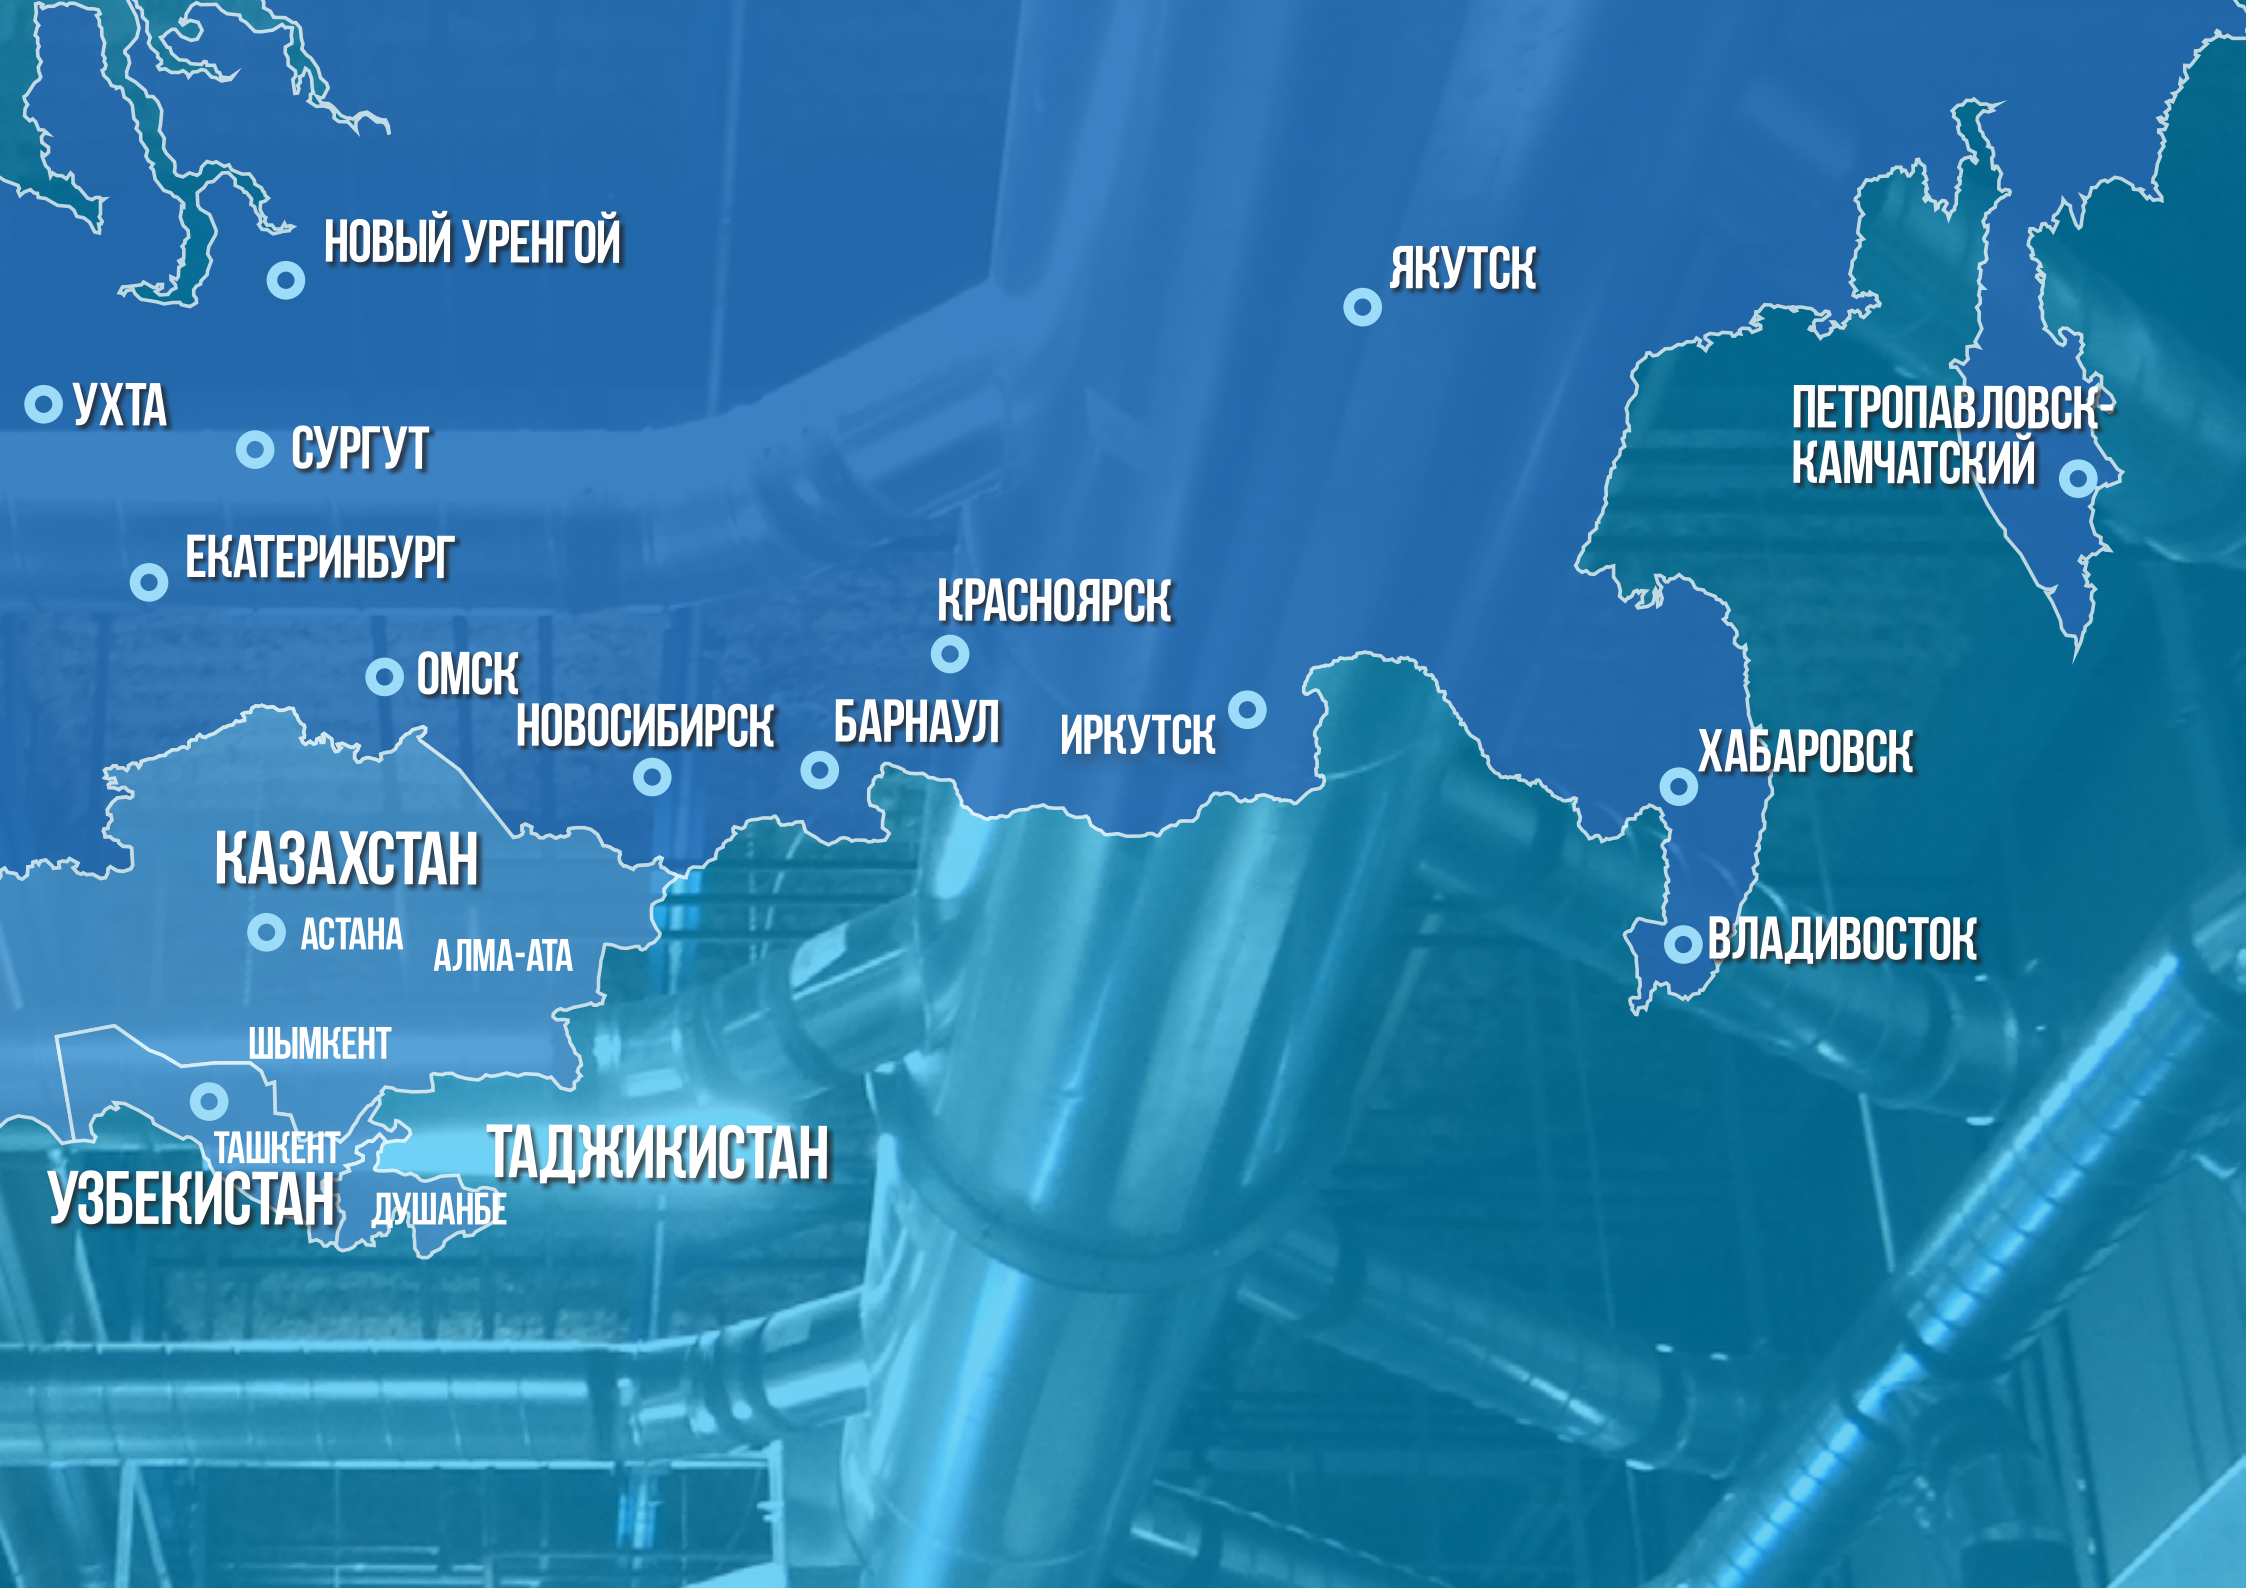 НОВЫЙ УРЕНГОЙ
ЯКУТСК
УХТА
СУРГУТ
ПЕТРОПАВЛОВСК-
КАМЧАТСКИЙ
ЕКАТЕРИНБУРГ
КРАСНОЯРСК
ОМСК
НОВОСИБИРСК
БАРНАУЛ
ИРКУТСК
ХАБАРОВСК
КАЗАХСТАН
АСТАНА
АЛМА-АТА
ВЛАДИВОСТОК
ШЫМКЕНТ
ТАШКЕНТ
ТАДЖИКИСТАН
УЗБЕКИСТАН
ДУШАНБЕ